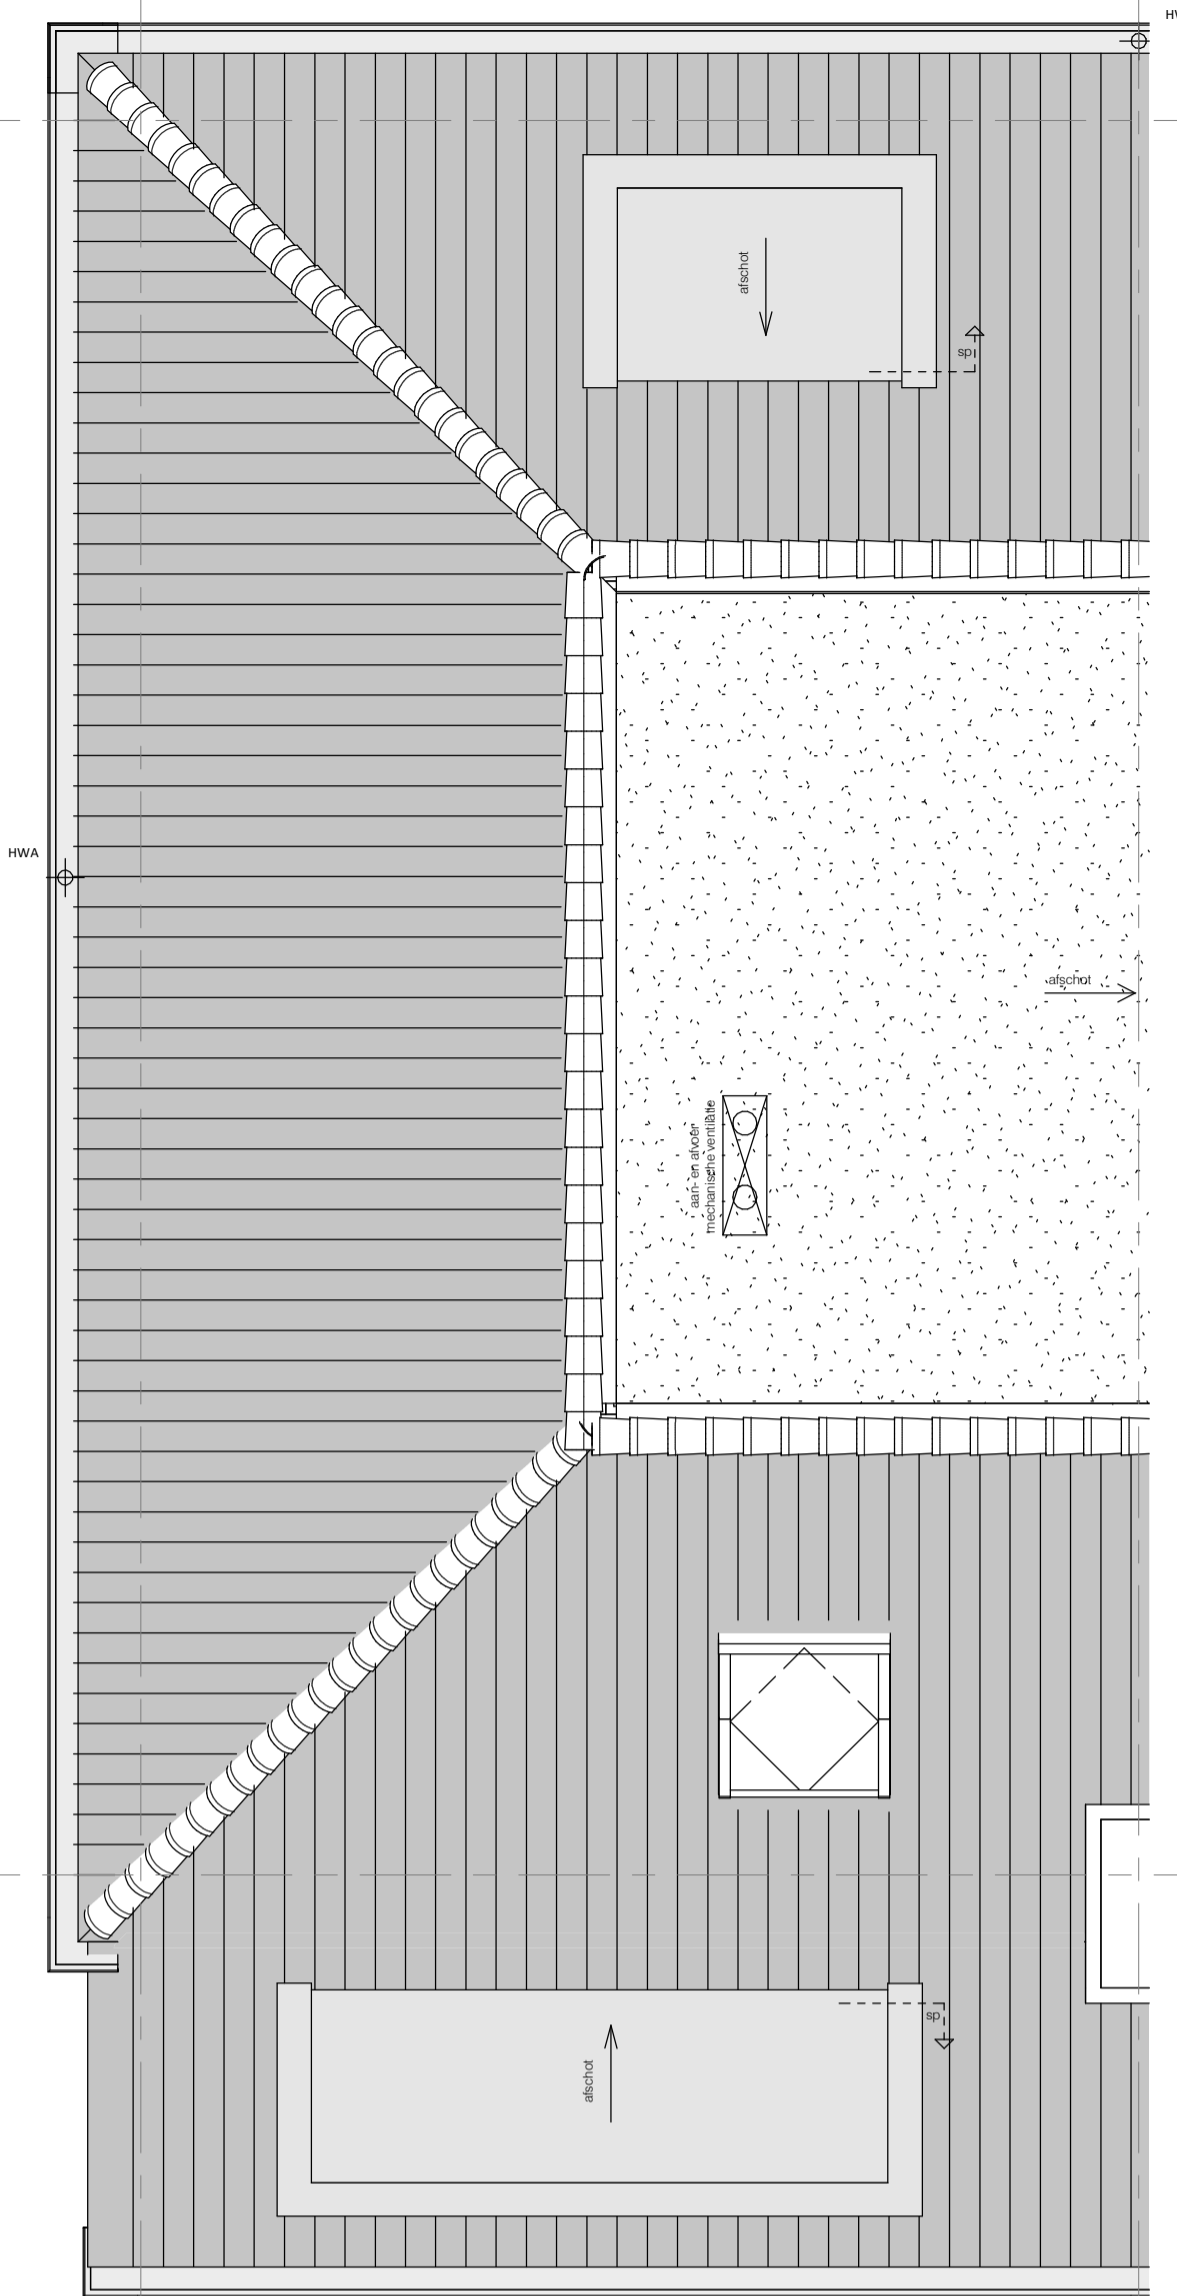 afschot
sp
HWA
afschot
aan- en afvoer
mechanische ventilatie
sp
afschot